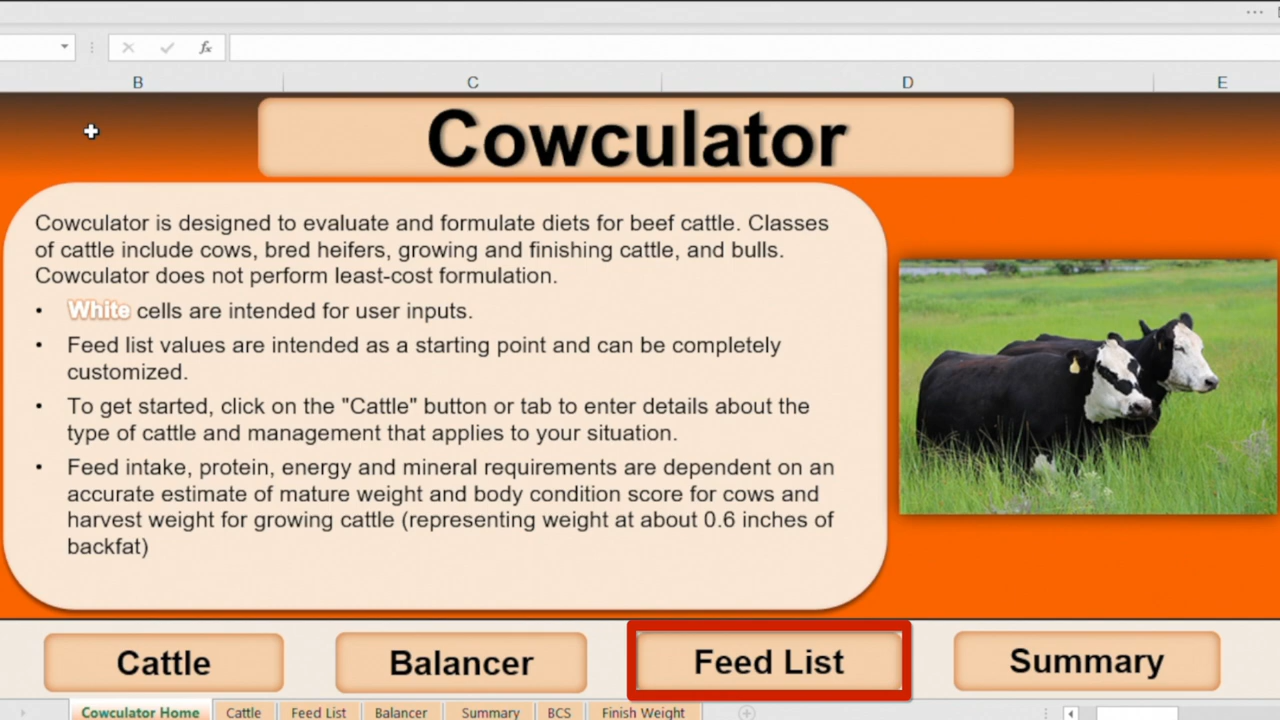 fx
B C D E
Cowculator
Cowculator is designed to evaluate and formulate diets for beef cattle. Classes
of cattle include cows, bred heifers, growing and finishing cattle, and bulls.
Cowculator does not perform least-cost formulation.
• White cells are intended for user inputs.
• Feed list values are intended as a starting point and can be completely
customized.
• To get started, click on the "Cattle" button or tab to enter details about the
type of cattle and management that applies to your situation.
• Feed intake, protein, energy and mineral requirements are dependent on an
accurate estimate of mature weight and body condition score for cows and
harvest weight for growing cattle (representing weight at about 0.6 inches of
backfat)
Cattle Balancer Feed List Summary
Cowculator Home Cattle Feed List Balancer Summary BCS Finish Weight